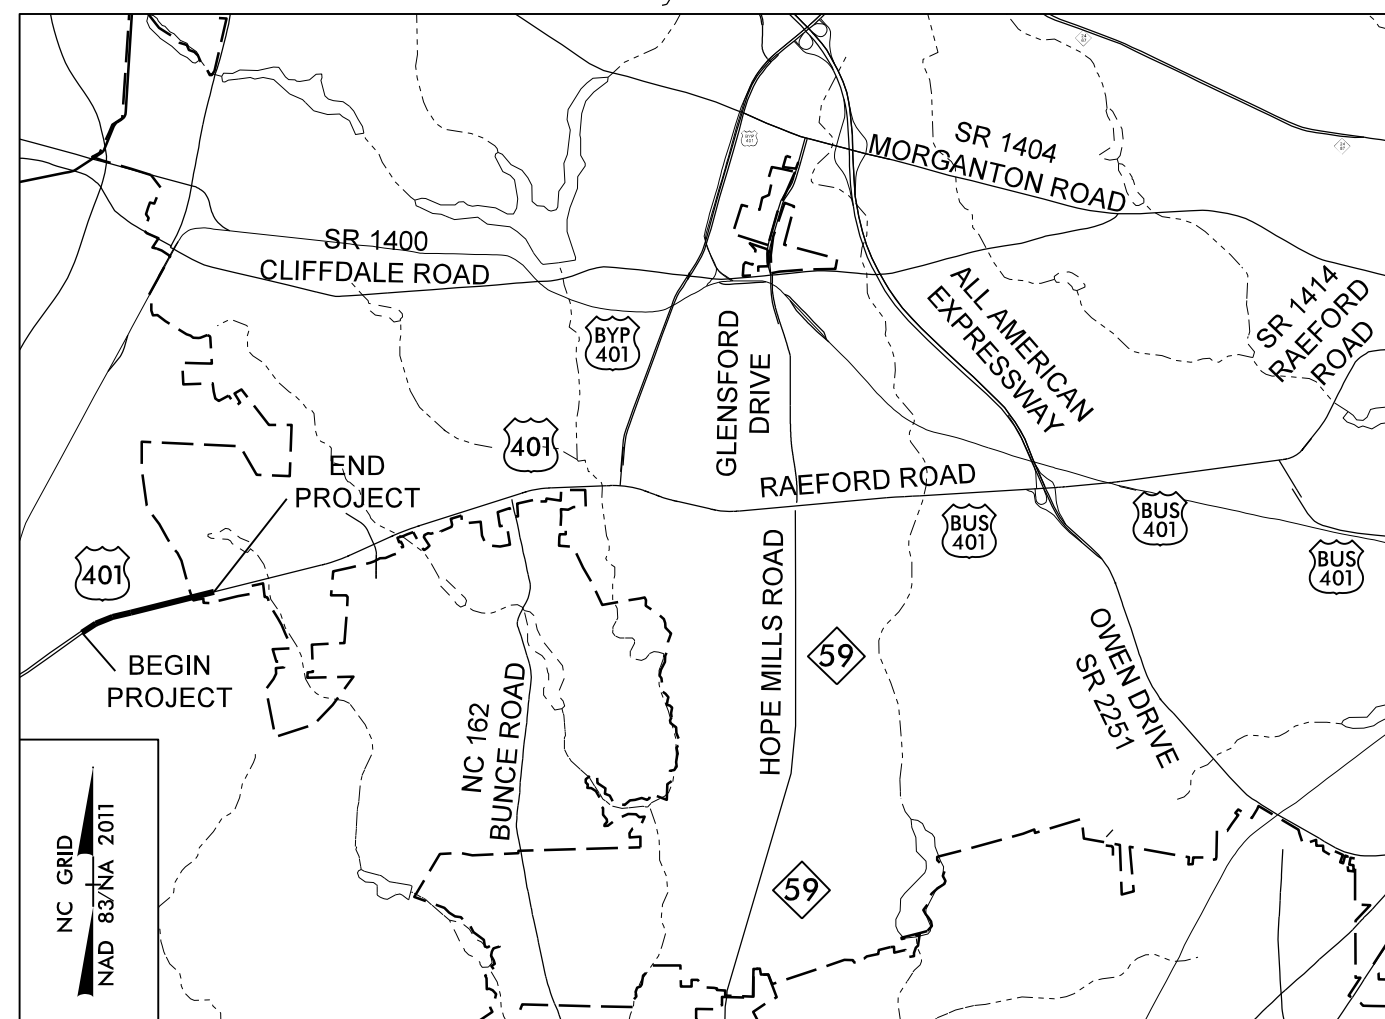 SR 1404
MORGANTON ROAD
BYP
401
SR 1400
CLIFFDALE ROAD
ALL AMERICAN
EXPRESSWAY
SR 1414
RAEFORD
ROAD
BYP
401
GLENSFORD
DRIVE
401
END
PROJECT
RAEFORD ROAD
BUS
401
BUS
401
BUS
401
401
BEGIN
PROJECT
NC 162
BUNCE ROAD
HOPE MILLS ROAD
59
OWEN DRIVE
SR 2251
59
NC GRID
NAD 83/NA 2011